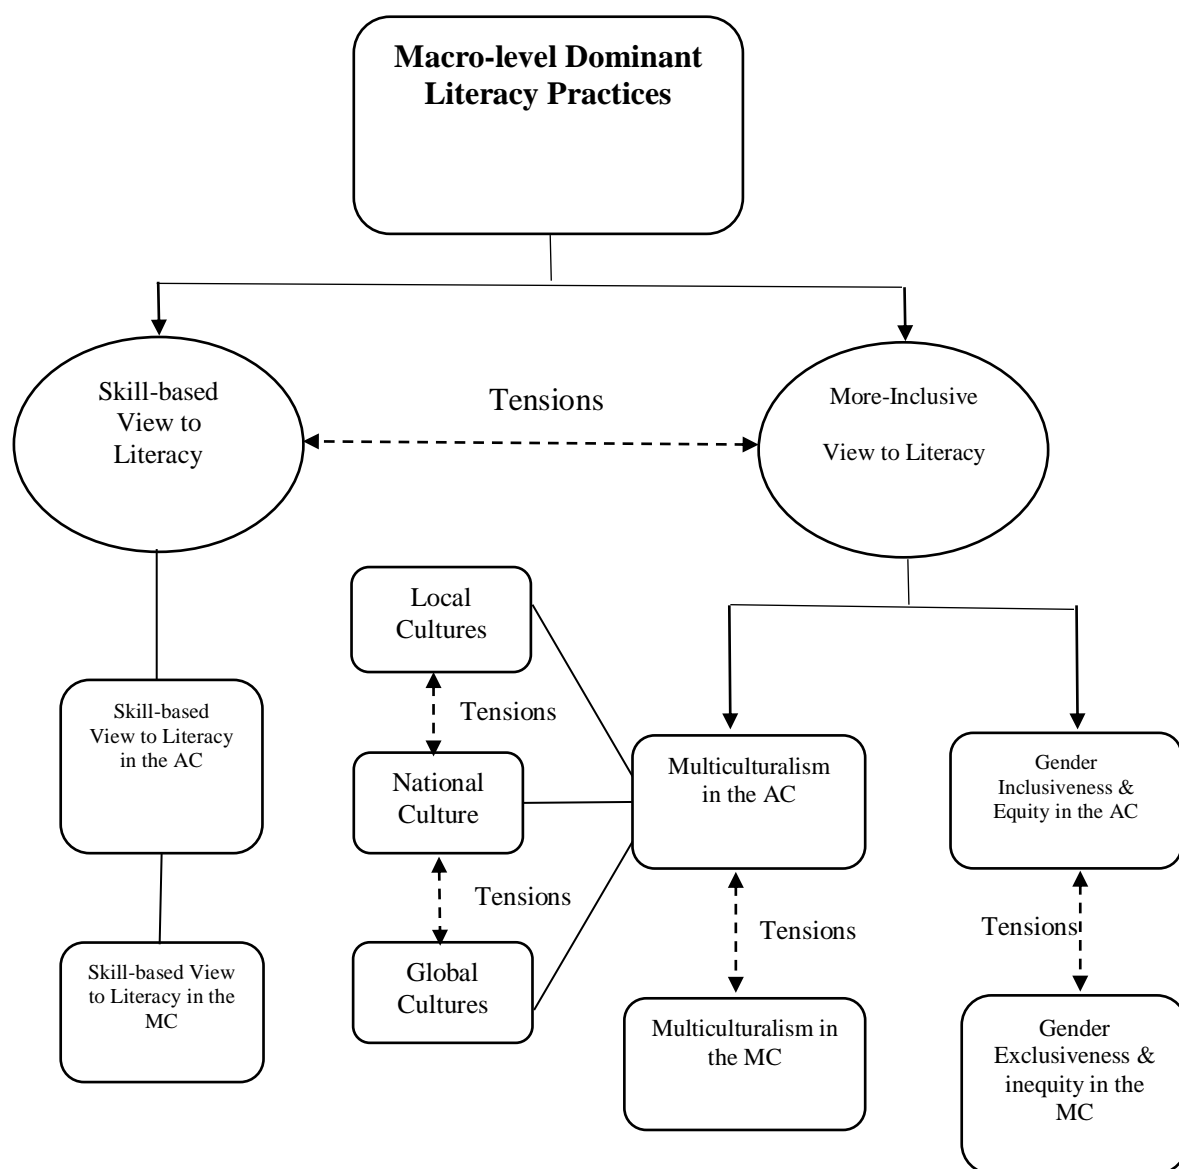 Macro-level Dominant
Literacy Practices
Skill-based
View to
Literacy
Tensions
More-Inclusive
View to Literacy
Local
Cultures
Tensions
National
Culture
Tensions
Global
Cultures
Skill-based
View to Literacy
in the AC
Skill-based View
to Literacy in the
MC
Multiculturalism
in the AC
Tensions
Multiculturalism in
the MC
Gender
Inclusiveness &
Equity in the AC
Tensions
Gender
Exclusiveness &
inequity in the
MC